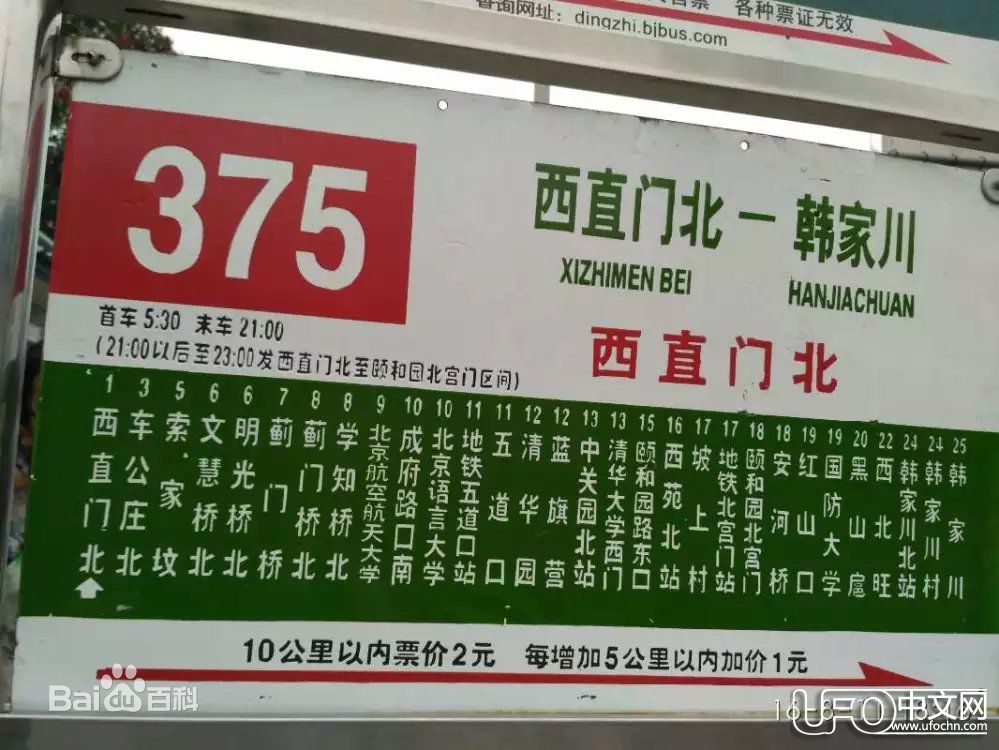 各种票证无效
咨询网址: dingzhi.bjbus.com
375
西直门北 — 韩家川
XIZHIMEN BEI HANJIACHUAN
西直门北
首车 5:30 末车 21:00
(21:00以后至23:00发西直门北至颐和园北宫门区间)
1 西直门北
3 车公庄北
5 索家坟
6 文慧桥北
6 明光桥北
7 蓟门桥
8 蓟门桥北
8 学知桥北
9 北京航空航天大学
10 成府路口南
10 北京语言大学
11 地铁五道口站
11 五道口
12 清华园
12 蓝旗营
13 中关园北站
13 清华大学西门
15 颐和园路东口
16 西苑北站
17 坡上村
17 地铁北宫门站
18 颐和园北宫门
18 安河桥
19 红山口
19 国防大学
20 黑山扈
22 西北旺
24 韩家川北站
24 韩家川村
25 韩家川
10公里以内票价2元 每增加5公里以内加价1元
Bai百科
UFO中文网
www.ufochn.com